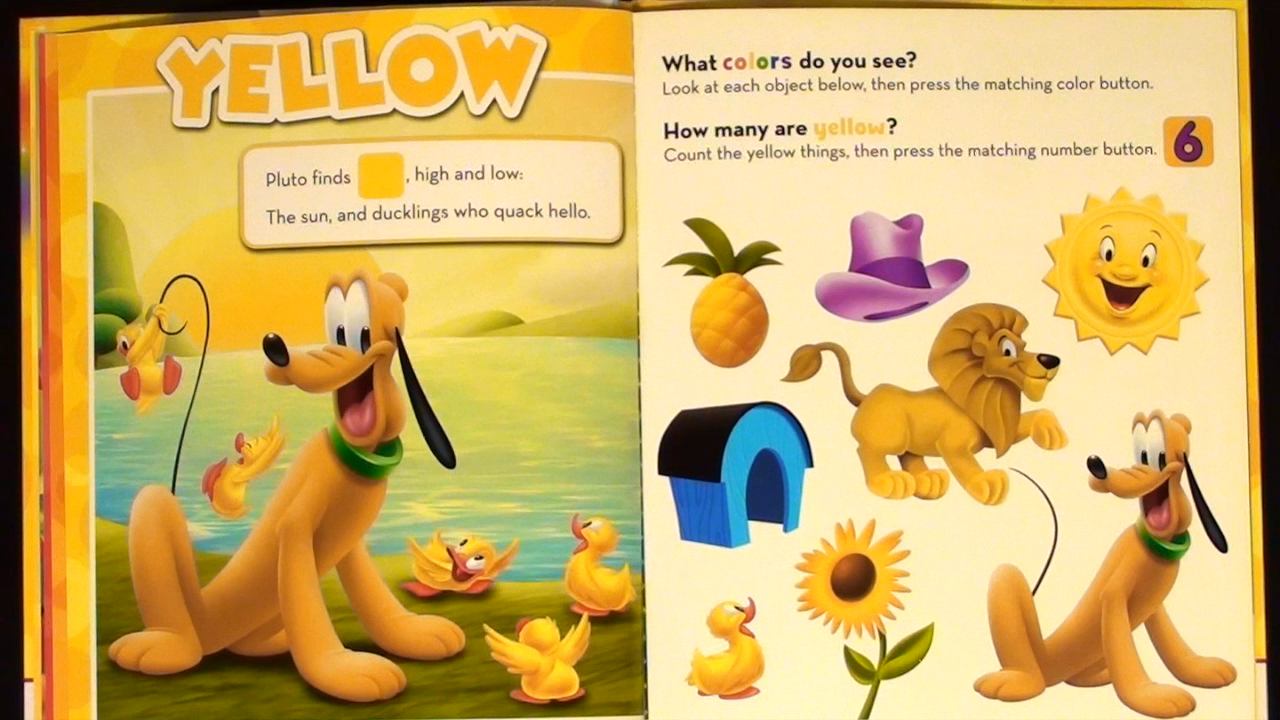 YELLOW
Pluto finds , high and low:
The sun, and ducklings who quack hello.
What colors do you see?
Look at each object below, then press the matching color button.
How many are yellow?
Count the yellow things, then press the matching number button. 6